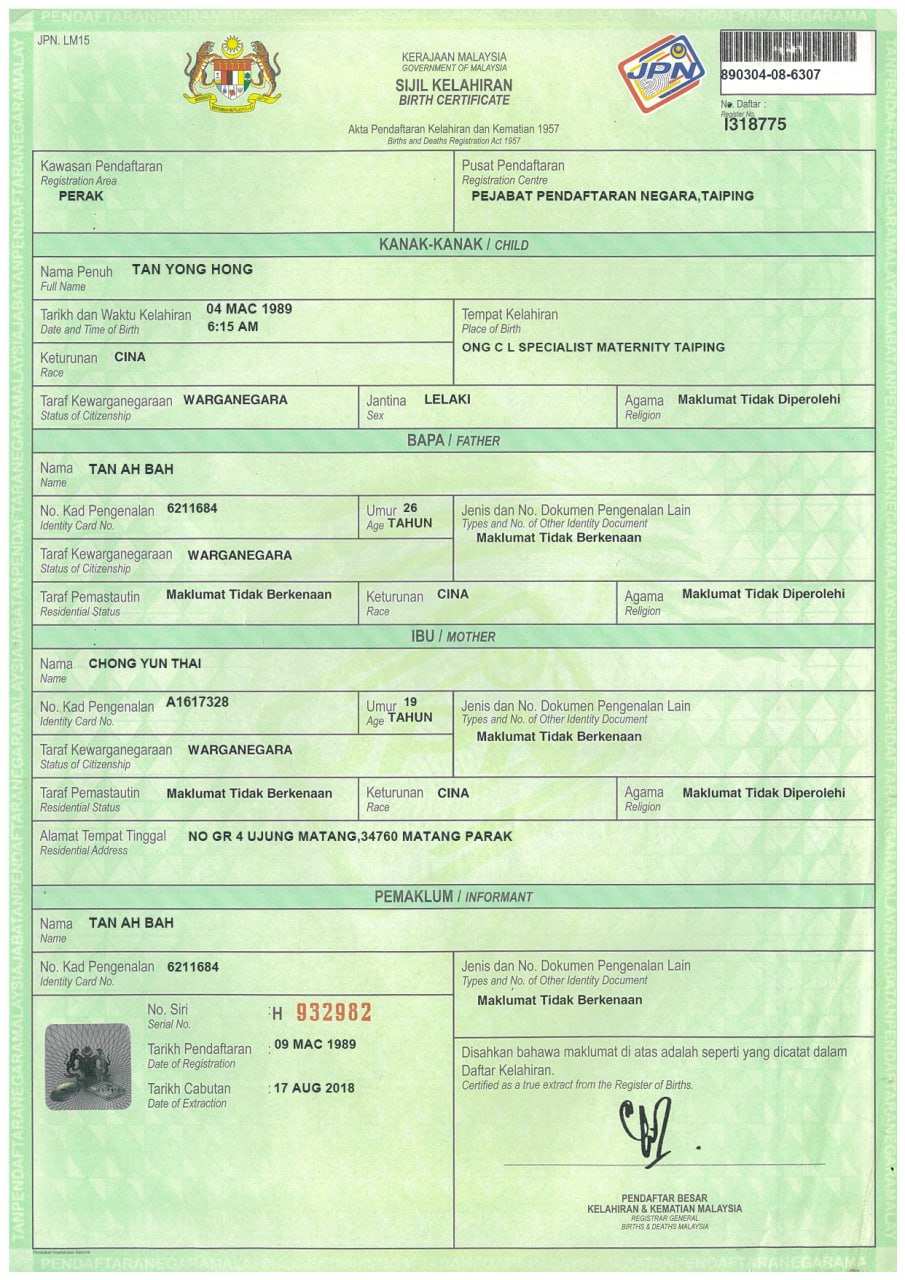 PENDAFTARANEGARAMA
JPN. LM15
KERAJAAN MALAYSIA
GOVERNMENT OF MALAYSIA
SIJIL KELAHIRAN
BIRTH CERTIFICATE
Akta Pendaftaran Kelahiran dan Kematian 1957
Births and Deaths Registration Act 1957
JPN
890304-08-6307
No. Daftar :
Register No.
I318775
Kawasan Pendaftaran
Registration Area
PERAK
Pusat Pendaftaran
Registration Centre
PEJABAT PENDAFTARAN NEGARA,TAIPING
KANAK-KANAK / CHILD
Nama Penuh TAN YONG HONG
Full Name
Tarikh dan Waktu Kelahiran 04 MAC 1989
Date and Time of Birth 6:15 AM
Tempat Kelahiran
Place of Birth
ONG C L SPECIALIST MATERNITY TAIPING
Keturunan CINA
Race
Taraf Kewarganegaraan WARGANEGARA
Status of Citizenship
Jantina LELAKI
Sex
Agama Maklumat Tidak Diperolehi
Religion
BAPA / FATHER
Nama TAN AH BAH
Name
No. Kad Pengenalan 6211684
Identity Card No.
Umur 26
Age TAHUN
Jenis dan No. Dokumen Pengenalan Lain
Types and No. of Other Identity Document
Maklumat Tidak Berkenaan
Taraf Kewarganegaraan WARGANEGARA
Status of Citizenship
Taraf Pemastautin Maklumat Tidak Berkenaan
Residential Status
Keturunan CINA
Race
Agama Maklumat Tidak Diperolehi
Religion
IBU / MOTHER
Nama CHONG YUN THAI
Name
No. Kad Pengenalan A1617328
Identity Card No.
Umur 19
Age TAHUN
Jenis dan No. Dokumen Pengenalan Lain
Types and No. of Other Identity Document
Maklumat Tidak Berkenaan
Taraf Kewarganegaraan WARGANEGARA
Status of Citizenship
Taraf Pemastautin Maklumat Tidak Berkenaan
Residential Status
Keturunan CINA
Race
Agama Maklumat Tidak Diperolehi
Religion
Alamat Tempat Tinggal NO GR 4 UJUNG MATANG,34760 MATANG PARAK
Residential Address
PEMAKLUM / INFORMANT
Nama TAN AH BAH
Name
No. Kad Pengenalan 6211684
Identity Card No.
Jenis dan No. Dokumen Pengenalan Lain
Types and No. of Other Identity Document
Maklumat Tidak Berkenaan
No. Siri : H 932982
Serial No.
Tarikh Pendaftaran : 09 MAC 1989
Date of Registration
Tarikh Cabutan : 17 AUG 2018
Date of Extraction
Disahkan bahawa maklumat di atas adalah seperti yang dicatat dalam
Daftar Kelahiran.
Certified as a true extract from the Register of Births.
PENDAFTAR BESAR
KELAHIRAN & KEMATIAN MALAYSIA
REGISTRAR GENERAL
BIRTHS & DEATHS MALAYSIA